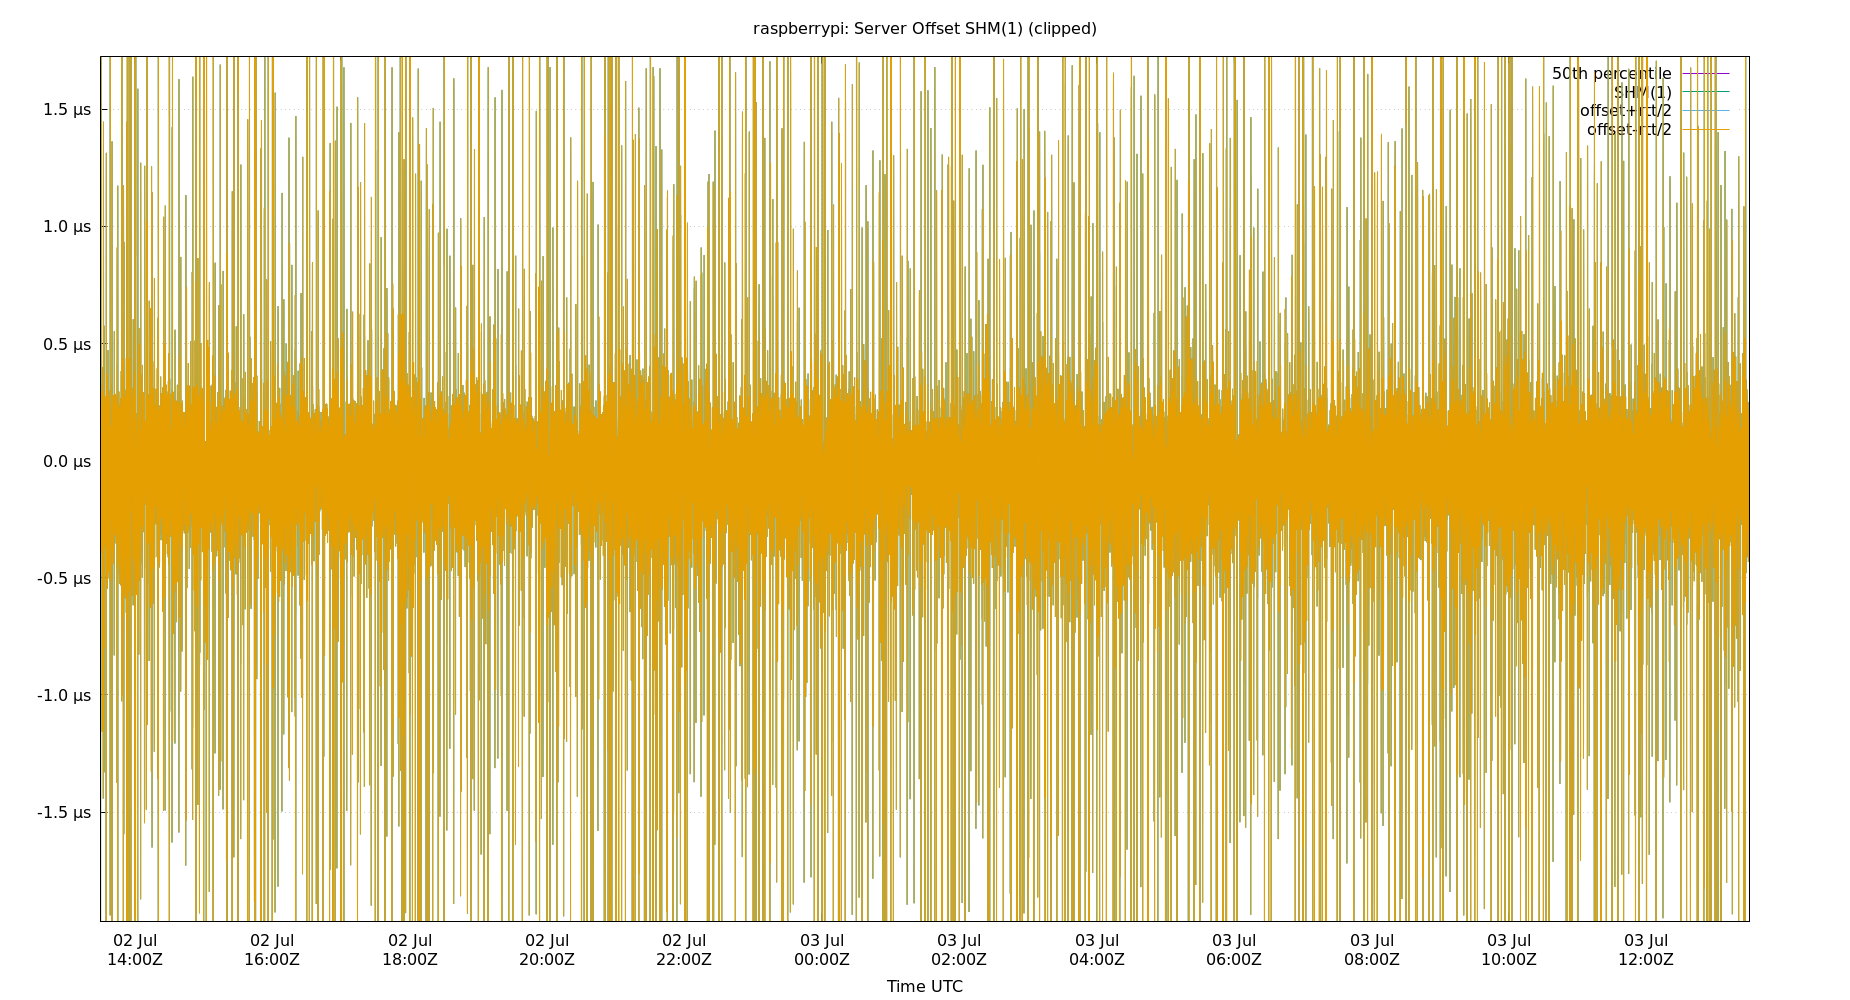 raspberrypi: Server Offset SHM(1) (clipped)
50th percentile
SHM(1)
offset+rtt/2
offset-rtt/2
1.5 µs
1.0 µs
0.5 µs
0.0 µs
-0.5 µs
-1.0 µs
-1.5 µs
02 Jul 02 Jul 02 Jul 02 Jul 02 Jul 03 Jul 03 Jul 03 Jul 03 Jul 03 Jul 03 Jul 03 Jul
14:00Z 16:00Z 18:00Z 20:00Z 22:00Z 00:00Z 02:00Z 04:00Z 06:00Z 08:00Z 10:00Z 12:00Z
Time UTC